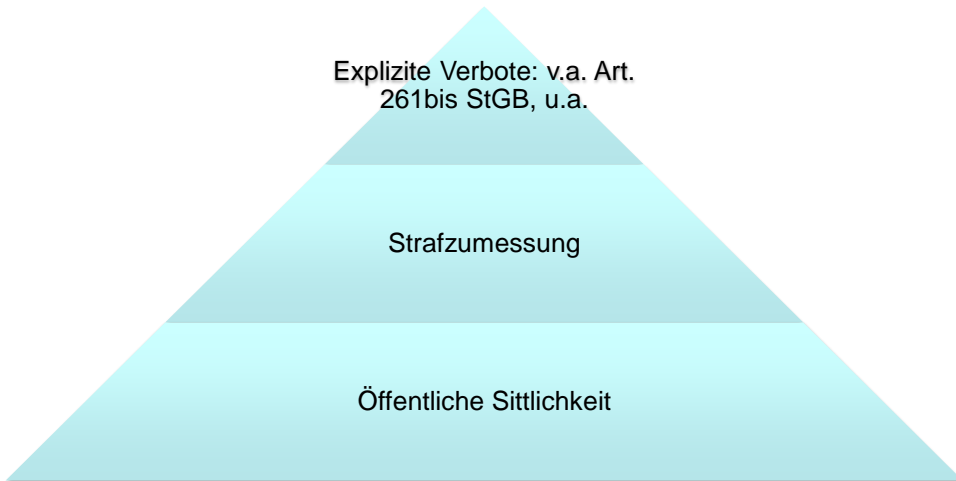 Explizite Verbote: v.a. Art.
261bis StGB, u.a.
Strafzumessung
Öffentliche Sittlichkeit